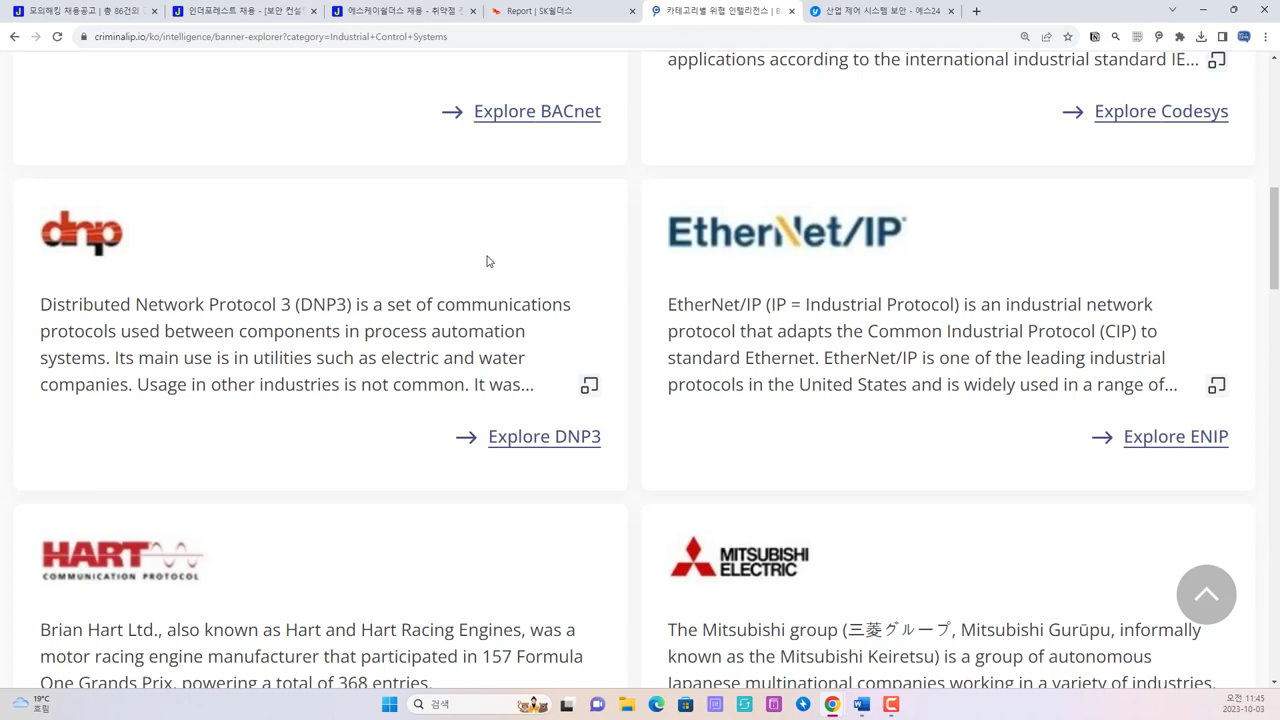 모의해킹 채용공고 | 총 86건의
인더포레스트 채용 - [보안 컨설
에스케이쉴더스 채용 - 취약점 진
Report | SK쉴더스
카테고리별 위협 인텔리전스 | B
산업 제어 시스템 보안 - 에스24
criminalip.io/ko/intelligence/banner-explorer?category=Industrial+Control+Systems
applications according to the international industrial standard IE...
→ Explore BACnet
→ Explore Codesys
dnp
EtherNet/IP
Distributed Network Protocol 3 (DNP3) is a set of communications
protocols used between components in process automation
systems. Its main use is in utilities such as electric and water
companies. Usage in other industries is not common. It was...
EtherNet/IP (IP = Industrial Protocol) is an industrial network
protocol that adapts the Common Industrial Protocol (CIP) to
standard Ethernet. EtherNet/IP is one of the leading industrial
protocols in the United States and is widely used in a range of...
→ Explore DNP3
→ Explore ENIP
HART
COMMUNICATION PROTOCOL
MITSUBISHI
ELECTRIC
Brian Hart Ltd., also known as Hart and Hart Racing Engines, was a
motor racing engine manufacturer that participated in 157 Formula
One Grands Prix, powering a total of 368 entries.
The Mitsubishi group (三菱グループ, Mitsubishi Gurūpu, informally
known as the Mitsubishi Keiretsu) is a group of autonomous
Japanese multinational companies working in a variety of industries.
19°C
흐림
검색
오전 11:45
2023-10-03